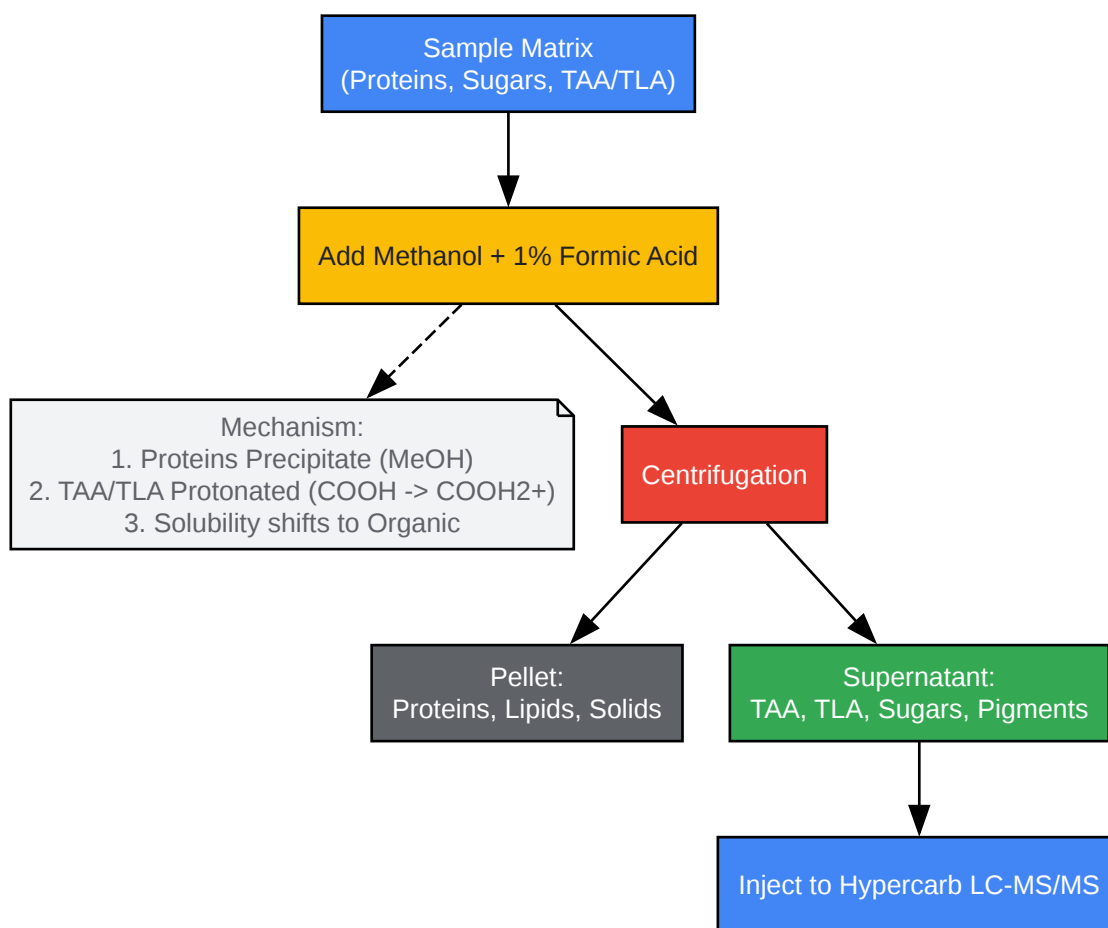 Sample Matrix
(Proteins, Sugars, TAA/TLA)
Add Methanol + 1% Formic Acid
Mechanism:
1. Proteins Precipitate (MeOH)
2. TAA/TLA Protonated (COOH -> COOH2+)
3. Solubility shifts to Organic
Centrifugation
Pellet:
Proteins, Lipids, Solids
Supernatant:
TAA, TLA, Sugars, Pigments
Inject to Hypercarb LC-MS/MS